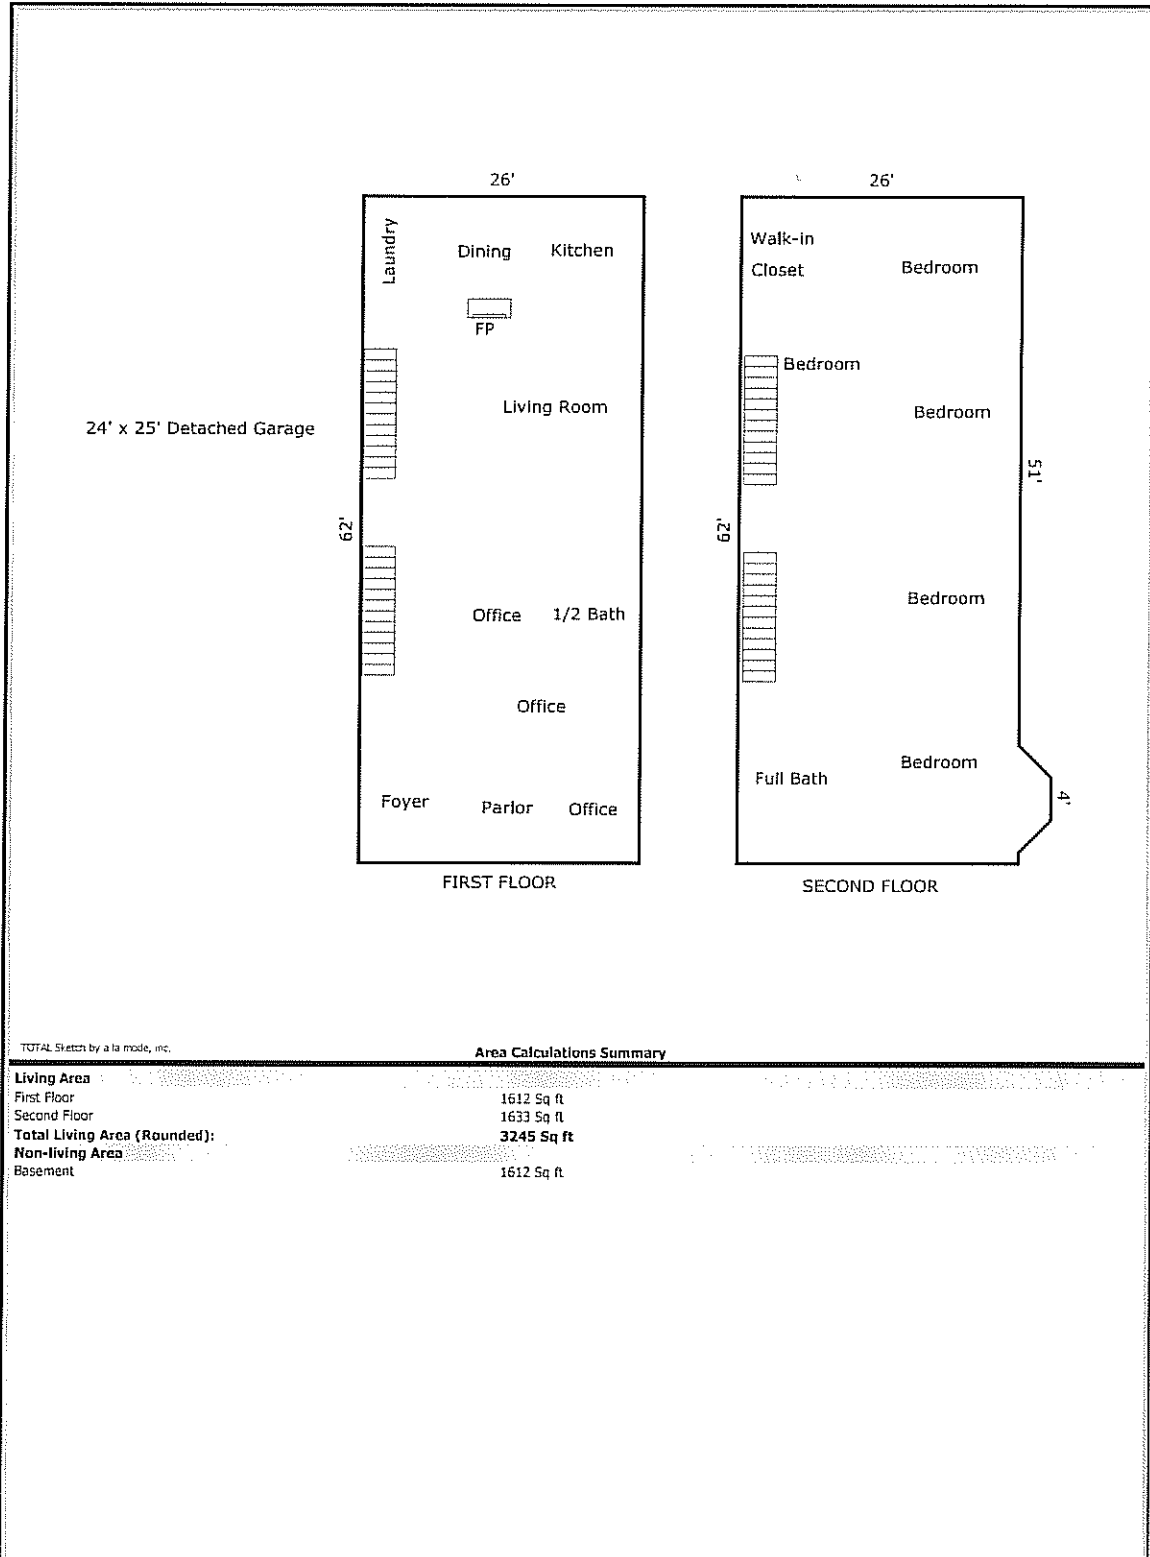 26'
26'
Laundry
Dining
Kitchen
FP
Living Room
24' x 25' Detached Garage
62'
Office
1/2 Bath
Office
Foyer
Parlor
Office
FIRST FLOOR
Walk-in
Closet
Bedroom
Bedroom
Bedroom
51'
62'
Bedroom
Bedroom
Full Bath
4'
SECOND FLOOR
TOTAL Sketch by a la mode, inc.
Area Calculations Summary
Living Area
First Floor 1612 Sq ft
Second Floor 1633 Sq ft
Total Living Area (Rounded): 3245 Sq ft
Non-living Area
Basement 1612 Sq ft